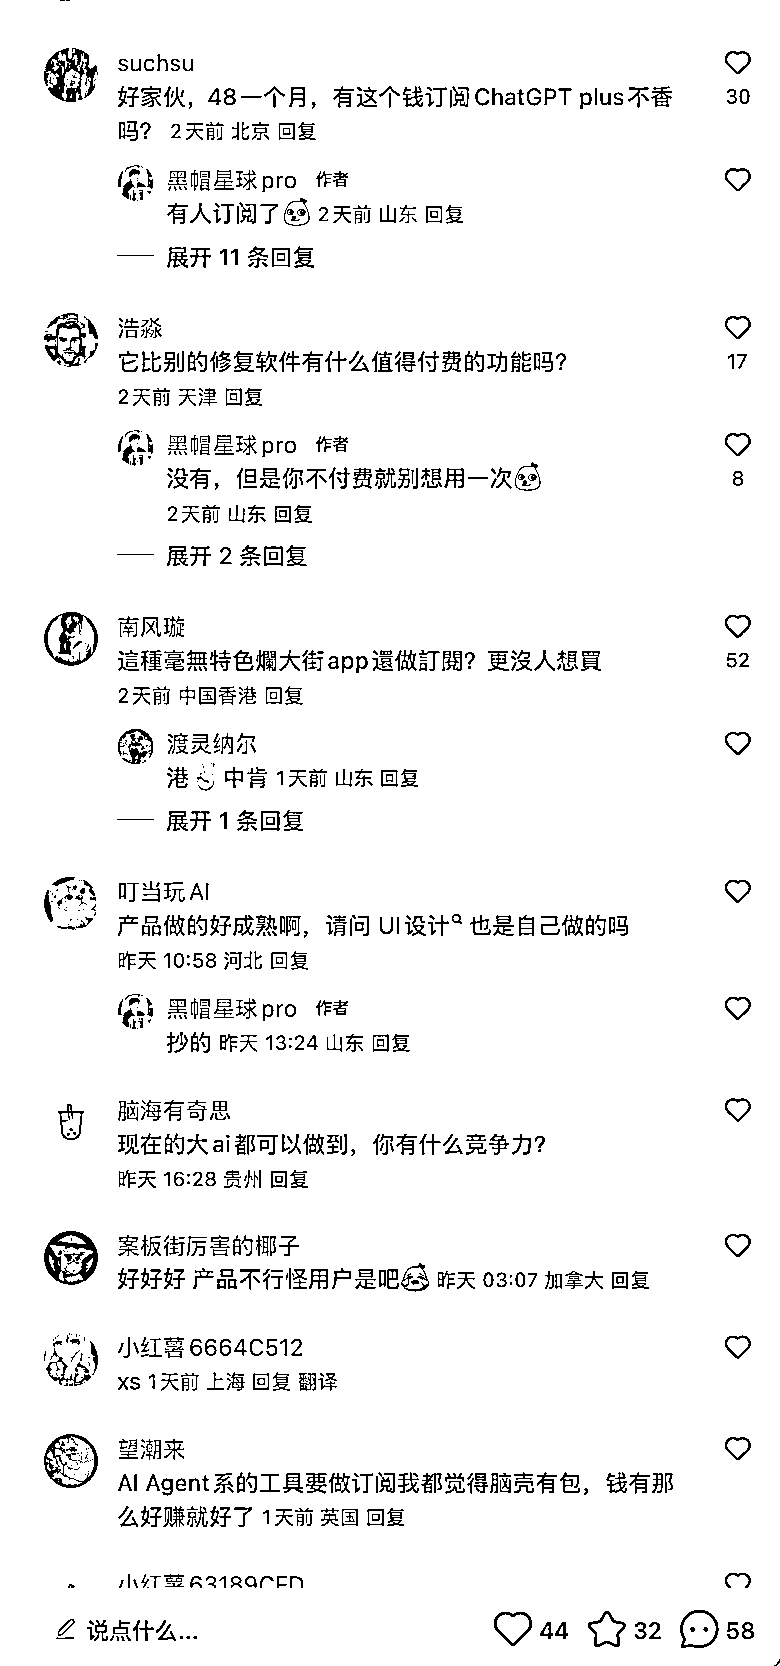 suchsu
好家伙，48一个月，有这个钱订阅ChatGPT plus不香
30
吗？ 2天前 北京 回复
黑帽星球pro 作者
有人订阅了 2天前 山东 回复
展开 11 条回复
浩淼
它比别的修复软件有什么值得付费的功能吗？
17
2天前 天津 回复
黑帽星球pro 作者
没有，但是你不付费就别想用一次
8
2天前 山东 回复
展开 2 条回复
南风璇
這種毫無特色爛大街app還做訂閱？更沒人想買
52
2天前 中国香港 回复
渡灵纳尔
港 中肯 1天前 山东 回复
展开 1 条回复
叮当玩AI
产品做的好成熟啊，请问 UI设计 也是自己做的吗
昨天 10:58 河北 回复
黑帽星球pro 作者
抄的 昨天 13:24 山东 回复
脑海有奇思
现在的大ai都可以做到，你有什么竞争力？
昨天 16:28 贵州 回复
案板街厉害的椰子
好好好 产品不行怪用户是吧 昨天 03:07 加拿大 回复
小红薯6664C512
xs 1天前 上海 回复 翻译
望潮来
AI Agent系的工具要做订阅我都觉得脑壳有包，钱有那
么好赚就好了 1天前 英国 回复
小红薯63189CFD
说点什么... 44 32 58